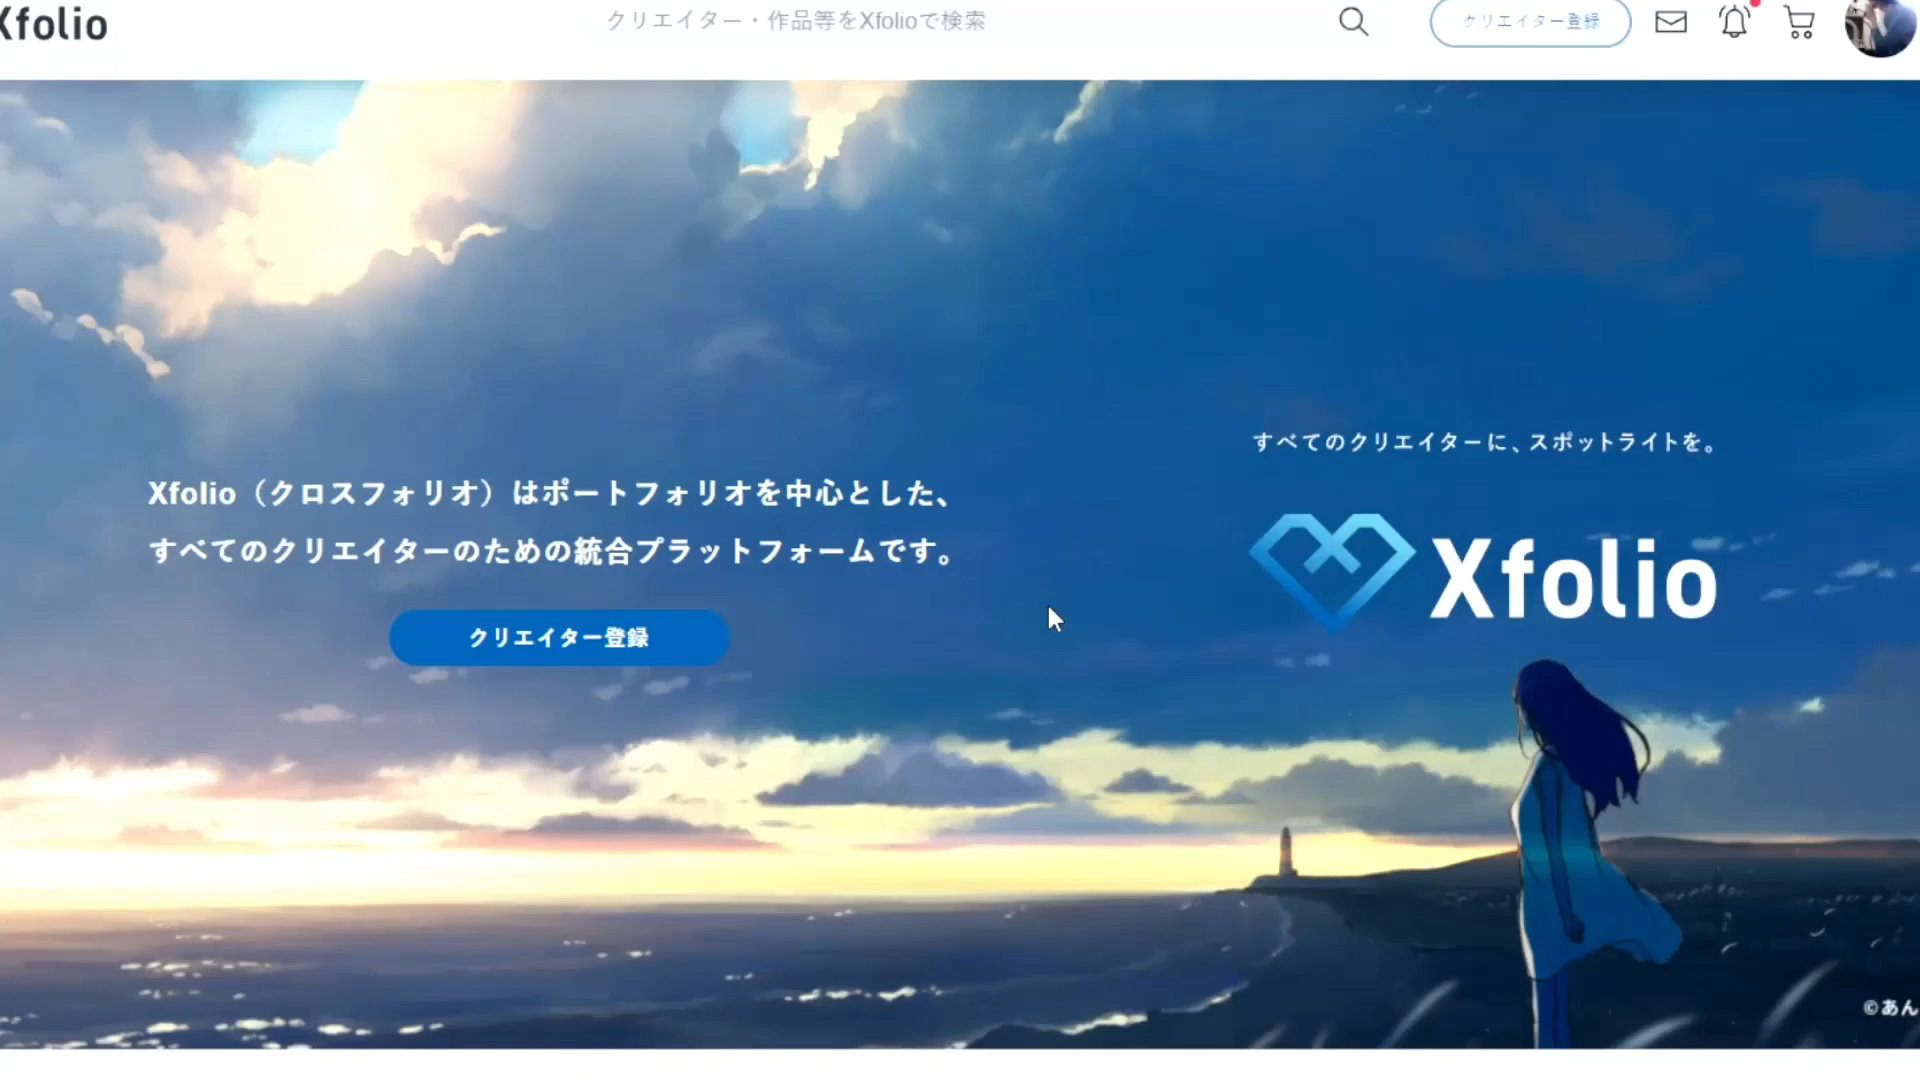 Xfolio
クリエイター・作品等をXfolioで検索
クリエイター登録
すべてのクリエイターに、スポットライトを。
Xfolio
Xfolio（クロスフォリオ）はポートフォリオを中心とした、
すべてのクリエイターのための統合プラットフォームです。
クリエイター登録
©あん